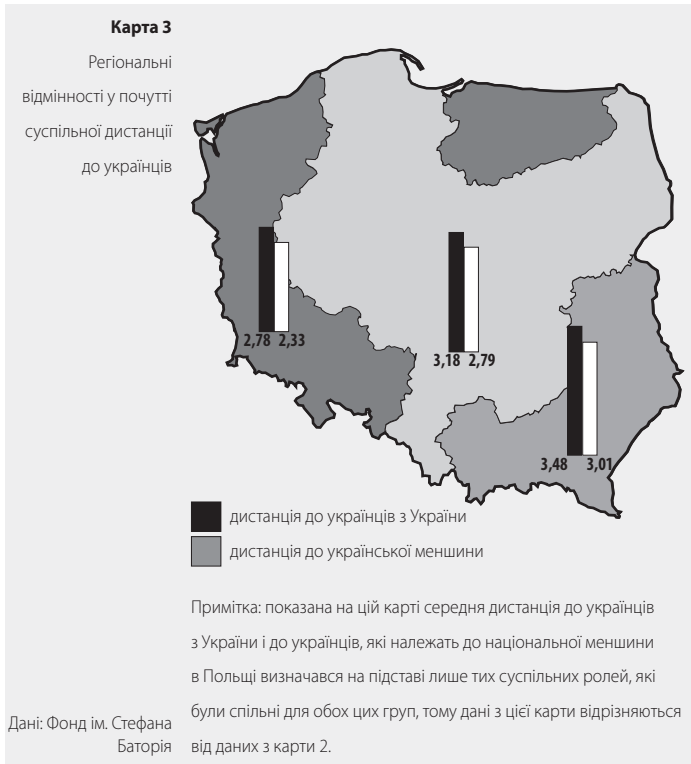 Карта 3
Регіональні
відмінності у почутті
суспільної дистанції
до українців
2,78 2,33
3,18 2,79
3,48 3,01
дистанція до українців з України
дистанція до української меншини
Примітка: показана на цій карті середня дистанція до українців
з України і до українців, які належать до національної меншини
в Польщі визначався на підставі лише тих суспільних ролей, які
були спільні для обох цих груп, тому дані з цієї карти відрізняються
від даних з карти 2.
Дані: Фонд ім. Стефана
Баторія